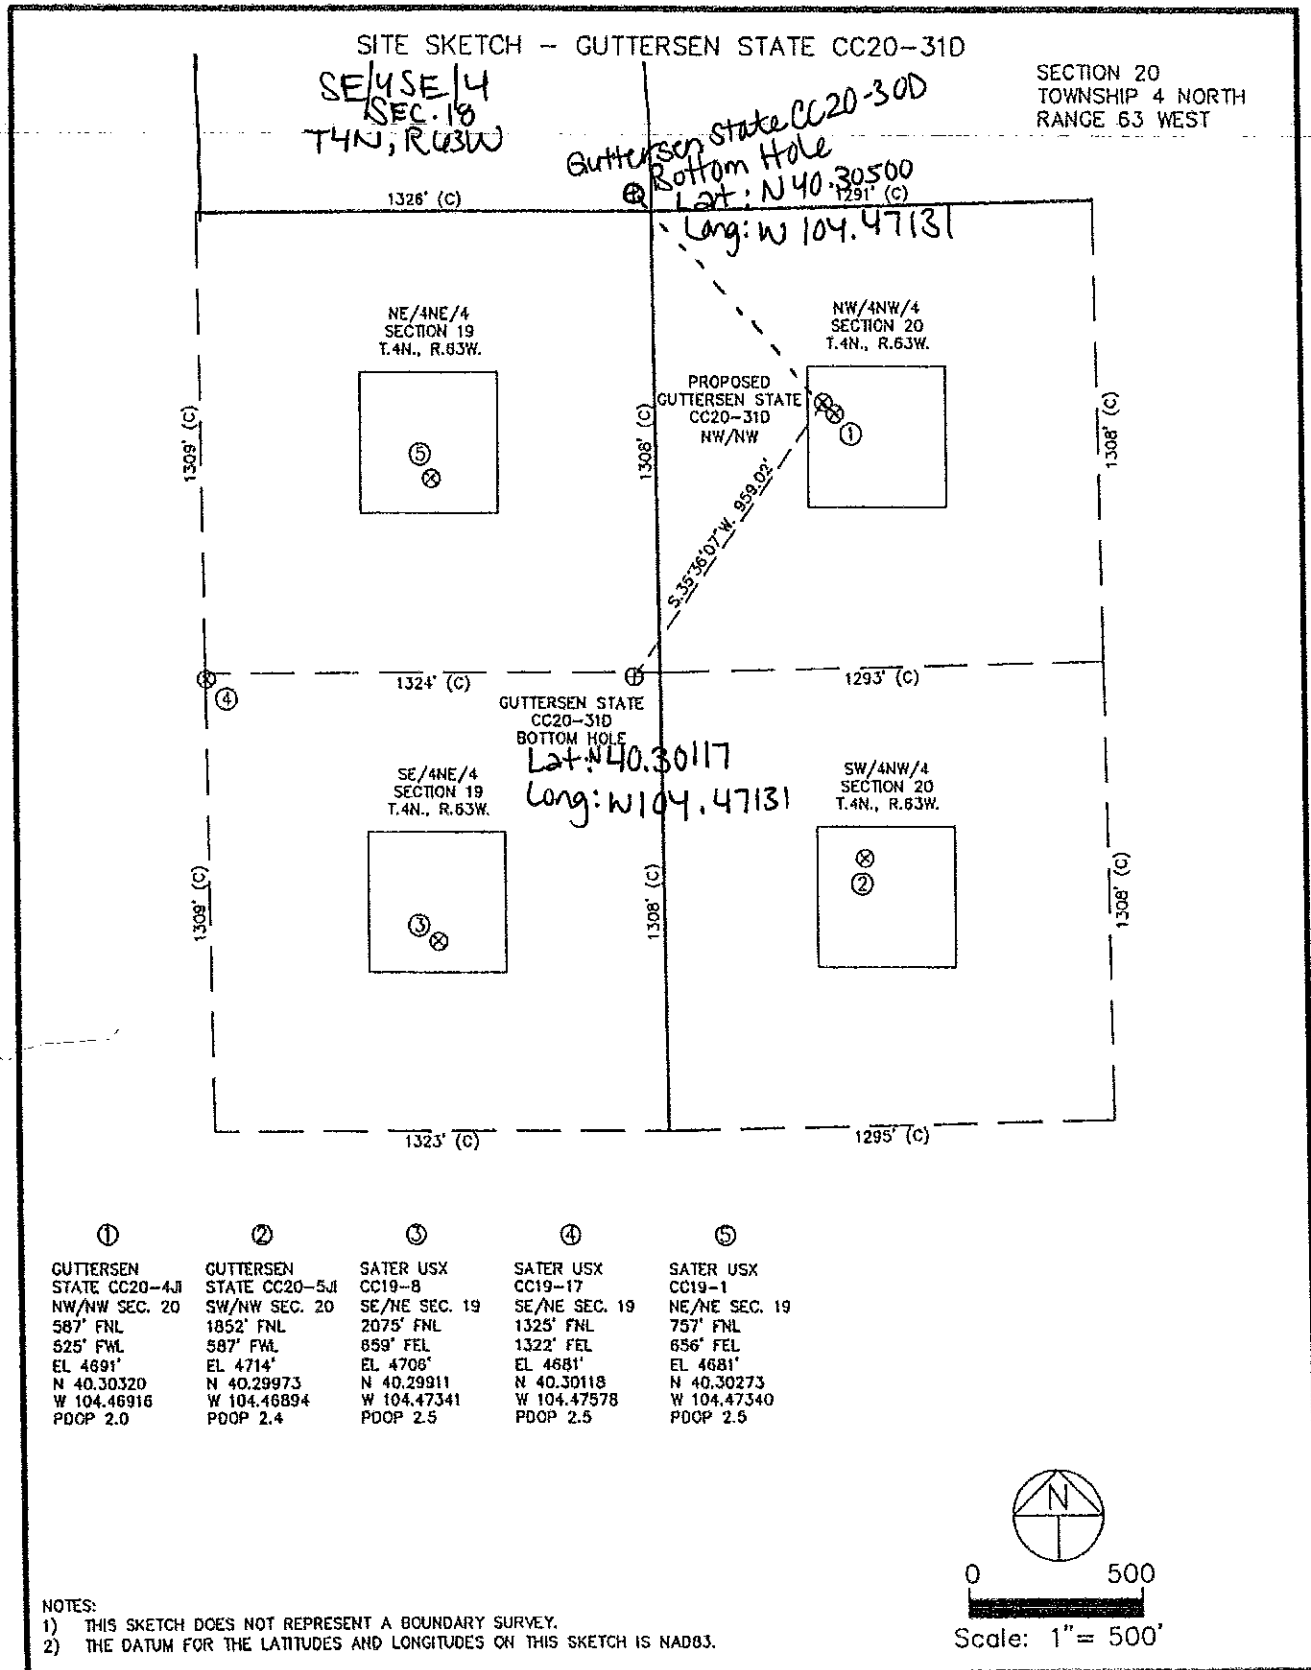 SITE SKETCH - GUTTERSEN STATE CC20-31D
SECTION 20
TOWNSHIP 4 NORTH
RANGE 63 WEST
SE/4SE/4
SEC. 18
T4N, R63W
Guttersen State CC20-30D
Bottom Hole
Lat: N 40.30500
Long: W 104.47131
1326' (C)
1291' (C)
NE/4NE/4
SECTION 19
T.4N., R.63W.
NW/4NW/4
SECTION 20
T.4N., R.63W.
PROPOSED
GUTTERSEN STATE
CC20-31D
NW/NW
1309' (C)
1308' (C)
1308' (C)
5
1
S.35°36'07"W. 959.02'
4
1324' (C)
1293' (C)
GUTTERSEN STATE
CC20-31D
BOTTOM HOLE
Lat: N40.30117
Long: W104.47131
SE/4NE/4
SECTION 19
T.4N., R.63W.
SW/4NW/4
SECTION 20
T.4N., R.63W.
1309' (C)
1308' (C)
1308' (C)
3
2
1323' (C)
1295' (C)
1
GUTTERSEN
STATE CC20-4JI
NW/NW SEC. 20
587' FNL
525' FWL
EL 4691'
N 40.30320
W 104.46916
PDOP 2.0
2
GUTTERSEN
STATE CC20-5JI
SW/NW SEC. 20
1852' FNL
587' FWL
EL 4714'
N 40.29973
W 104.46894
PDOP 2.4
3
SATER USX
CC19-8
SE/NE SEC. 19
2075' FNL
659' FEL
EL 4706'
N 40.29911
W 104.47341
PDOP 2.5
4
SATER USX
CC19-17
SE/NE SEC. 19
1325' FNL
1322' FEL
EL 4681'
N 40.30118
W 104.47578
PDOP 2.5
5
SATER USX
CC19-1
NE/NE SEC. 19
757' FNL
656' FEL
EL 4681'
N 40.30273
W 104.47340
PDOP 2.5
N
0 500
Scale: 1"= 500'
NOTES:
1) THIS SKETCH DOES NOT REPRESENT A BOUNDARY SURVEY.
2) THE DATUM FOR THE LATITUDES AND LONGITUDES ON THIS SKETCH IS NAD83.